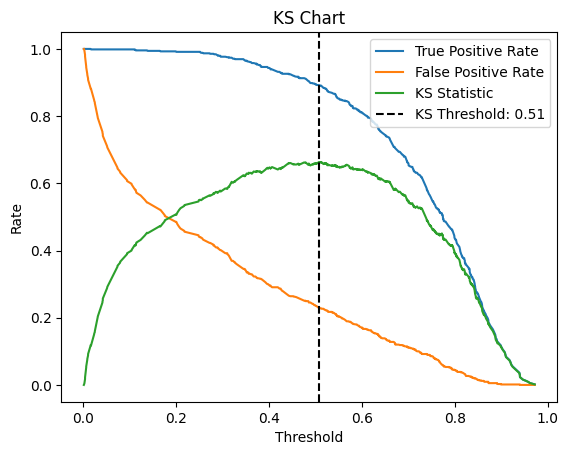 KS Chart
True Positive Rate
False Positive Rate
KS Statistic
KS Threshold: 0.51
Rate
1.0
0.8
0.6
0.4
0.2
0.0
0.0 0.2 0.4 0.6 0.8 1.0
Threshold